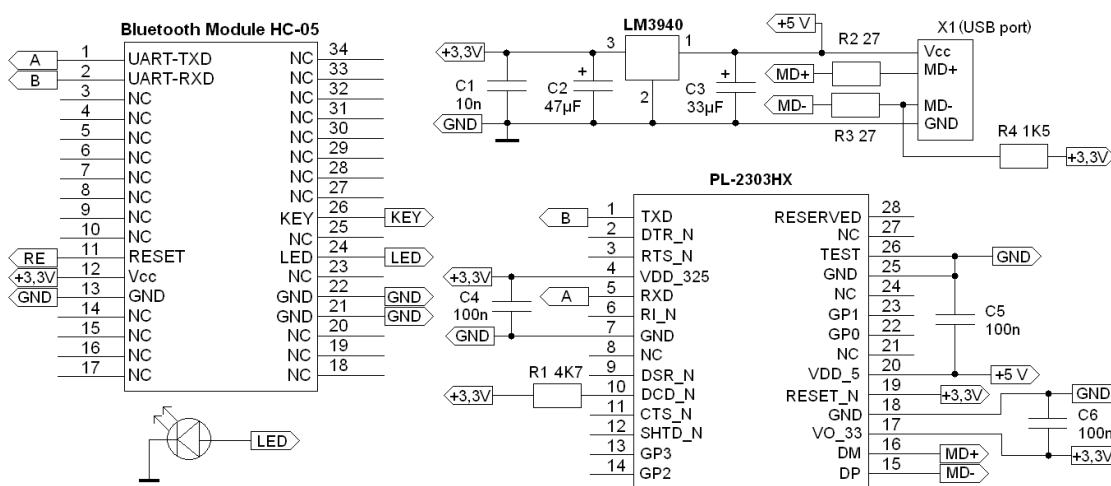 Bluetooth Module HC-05
A 1 UART-TXD NC 34
B 2 UART-RXD NC 33
3 NC NC 32
4 NC NC 31
5 NC NC 30
6 NC NC 29
7 NC NC 28
8 NC NC 27
9 NC KEY 26 KEY
10 NC NC 25
RE 11 RESET LED 24 LED
+3,3V 12 Vcc NC 23
GND 13 GND GND 22 GND
14 NC GND 21 GND
15 NC NC 20
16 NC NC 19
17 NC NC 18
LED
LM3940
+3,3V
3
1
2
+5 V
C1
10n
+
C2
47µF
+
C3
33µF
GND
X1 (USB port)
R2 27
Vcc
MD+ MD+
MD- MD-
GND
R3 27
R4 1K5
+3,3V
PL-2303HX
B 1 TXD RESERVED 28
2 DTR_N NC 27
3 RTS_N TEST 26 GND
+3,3V 4 VDD_325 GND 25
A 5 RXD NC 24
6 RI_N GP1 23
GND 7 GND GP0 22
8 NC NC 21
9 DSR_N VDD_5 20 +5 V
+3,3V R1 4K7 10 DCD_N RESET_N 19 +3,3V
11 CTS_N GND 18 GND
12 SHTD_N VO_33 17 +3,3V
13 GP3 DM 16 MD+
14 GP2 DP 15 MD-
C4
100n
C5
100n
C6
100n